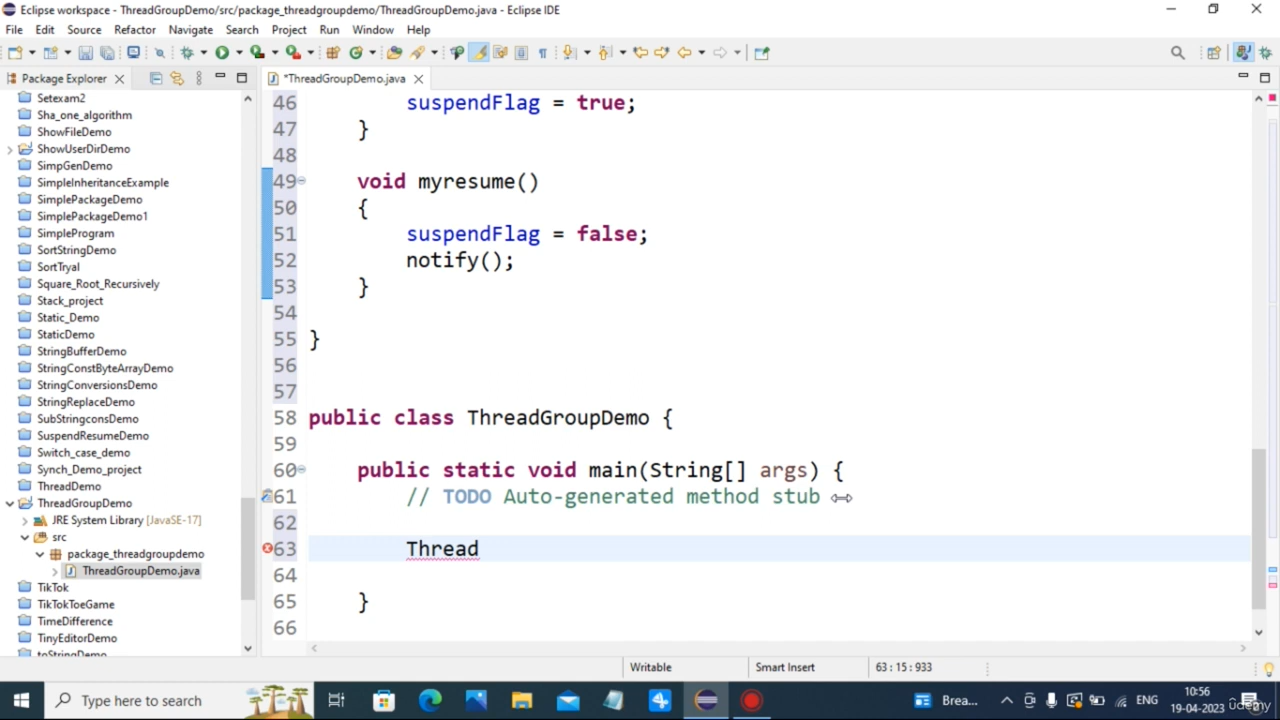 Eclipse workspace - ThreadGroupDemo/src/package_threadgroupdemo/ThreadGroupDemo.java - Eclipse IDE
File Edit Source Refactor Navigate Search Project Run Window Help
Package Explorer
*ThreadGroupDemo.java
Setexam2
Sha_one_algorithm
ShowFileDemo
ShowUserDirDemo
SimpGenDemo
SimpleInheritanceExample
SimplePackageDemo
SimplePackageDemo1
SimpleProgram
SortStringDemo
SortTryal
Square_Root_Recursively
Stack_project
Static_Demo
StaticDemo
StringBufferDemo
StringConstByteArrayDemo
StringConversionsDemo
StringReplaceDemo
SubStringconsDemo
SuspendResumeDemo
Switch_case_demo
Synch_Demo_project
ThreadDemo
ThreadGroupDemo
JRE System Library [JavaSE-17]
src
package_threadgroupdemo
ThreadGroupDemo.java
TikTok
TikTokToeGame
TimeDifference
TinyEditorDemo
toStringDemo
46 suspendFlag = true;
47 }
48
49 void myresume()
50 {
51 suspendFlag = false;
52 notify();
53 }
54
55 }
56
57
58 public class ThreadGroupDemo {
59
60 public static void main(String[] args) {
61 // TODO Auto-generated method stub
62
63 Thread
64
65 }
66
Writable Smart Insert 63 : 15 : 933
Type here to search
Brea...
ENG
10:56
19-04-2023
udemy